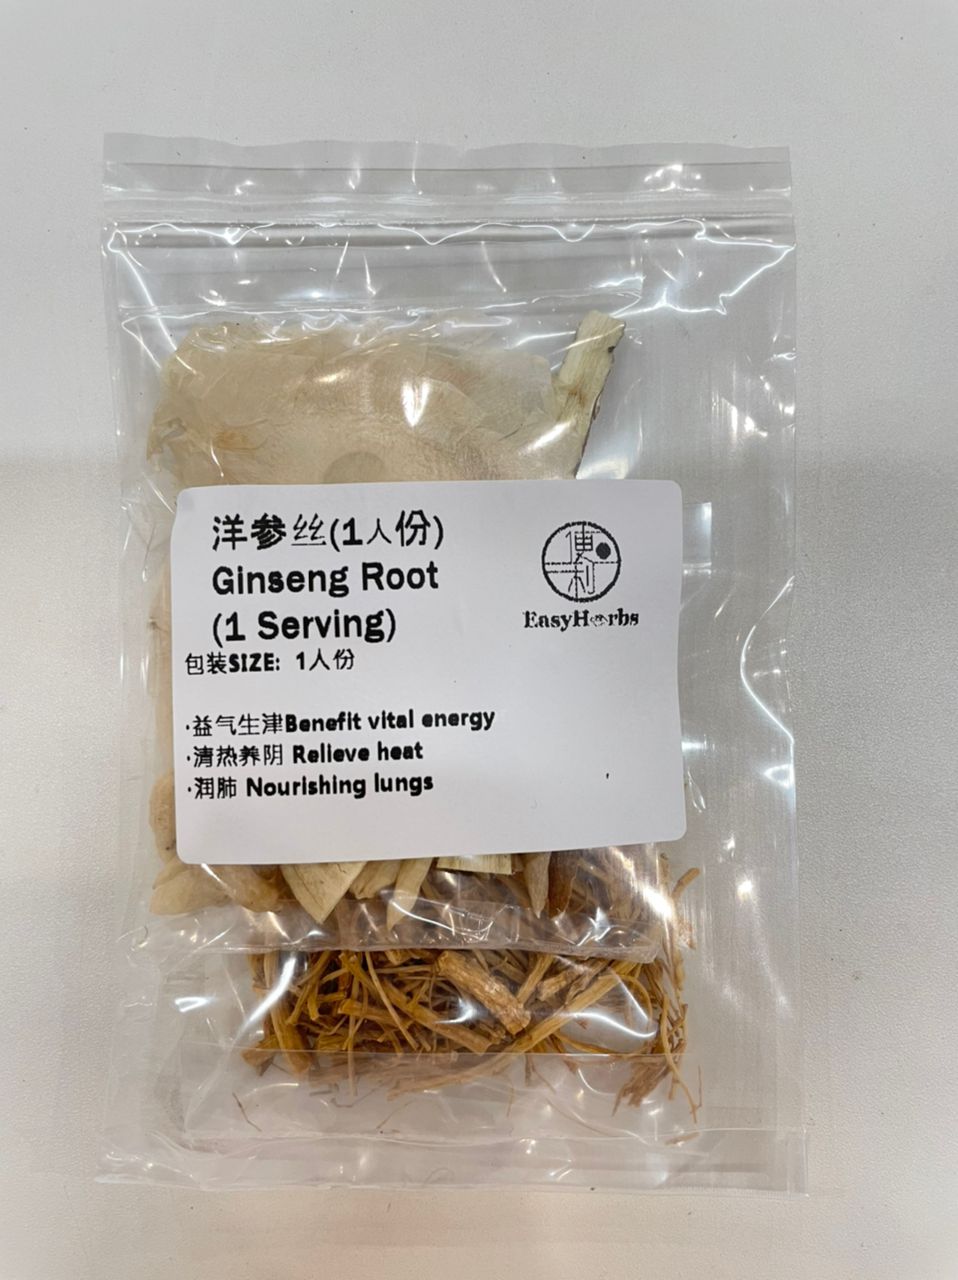 洋参丝(1人份)
Ginseng Root
(1 Serving)
包装SIZE: 1人份
·益气生津Benefit vital energy
·清热养阴 Relieve heat
·润肺 Nourishing lungs
便利
EasyHerbs